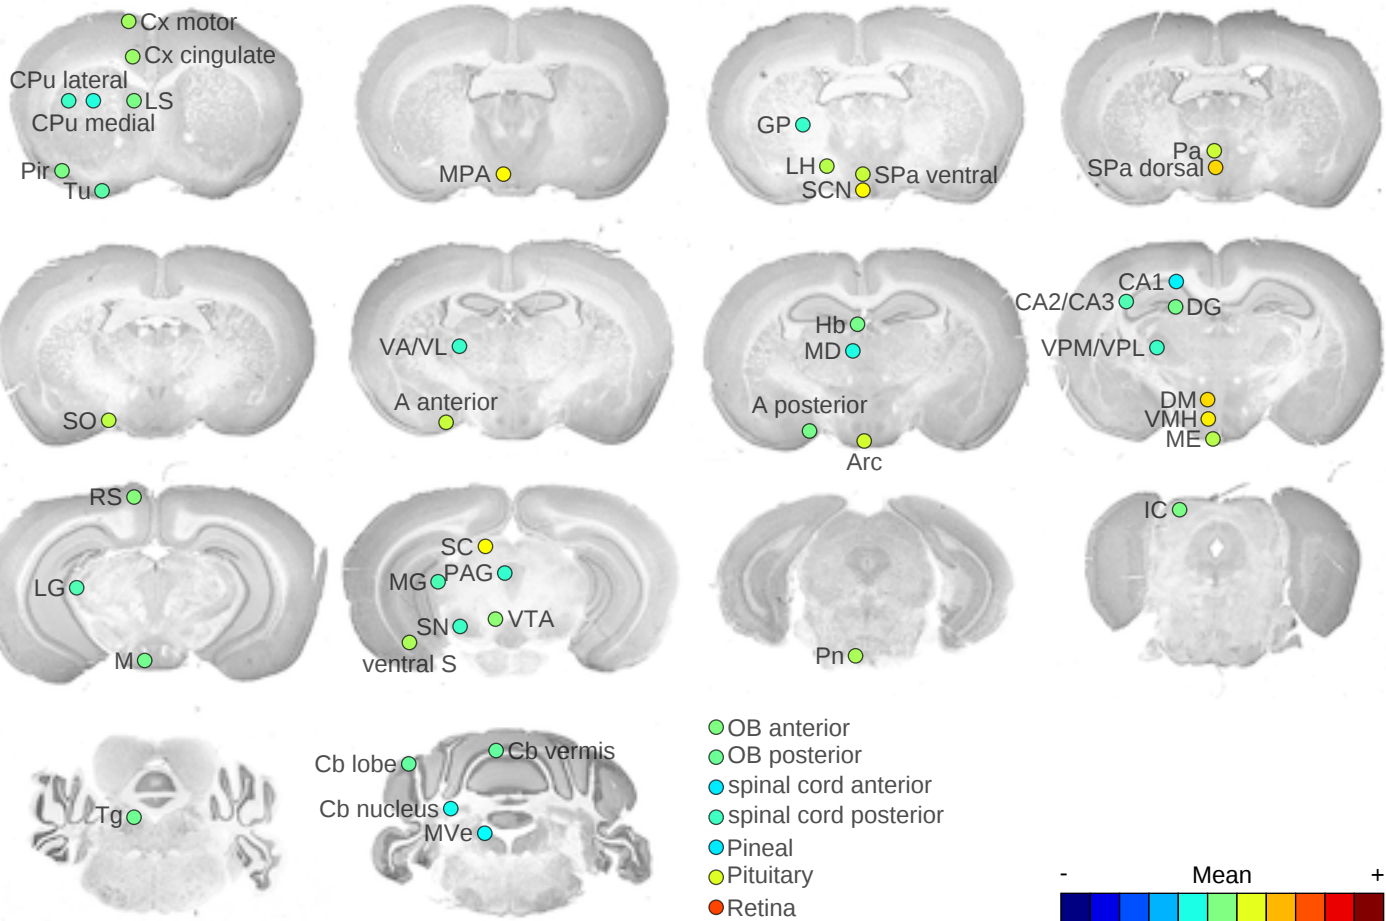 Cx motor
Cx cingulate
CPu lateral
LS
CPu medial
Pir
Tu
MPA
GP
LH
SPa ventral
SCN
Pa
SPa dorsal
SO
VA/VL
A anterior
Hb
MD
A posterior
Arc
CA1
CA2/CA3
DG
VPM/VPL
DM
VMH
ME
RS
LG
M
SC
PAG
MG
VTA
SN
ventral S
Pn
IC
Tg
Cb vermis
Cb lobe
Cb nucleus
MVe
OB anterior
OB posterior
spinal cord anterior
spinal cord posterior
Pineal
Pituitary
Retina
- Mean +